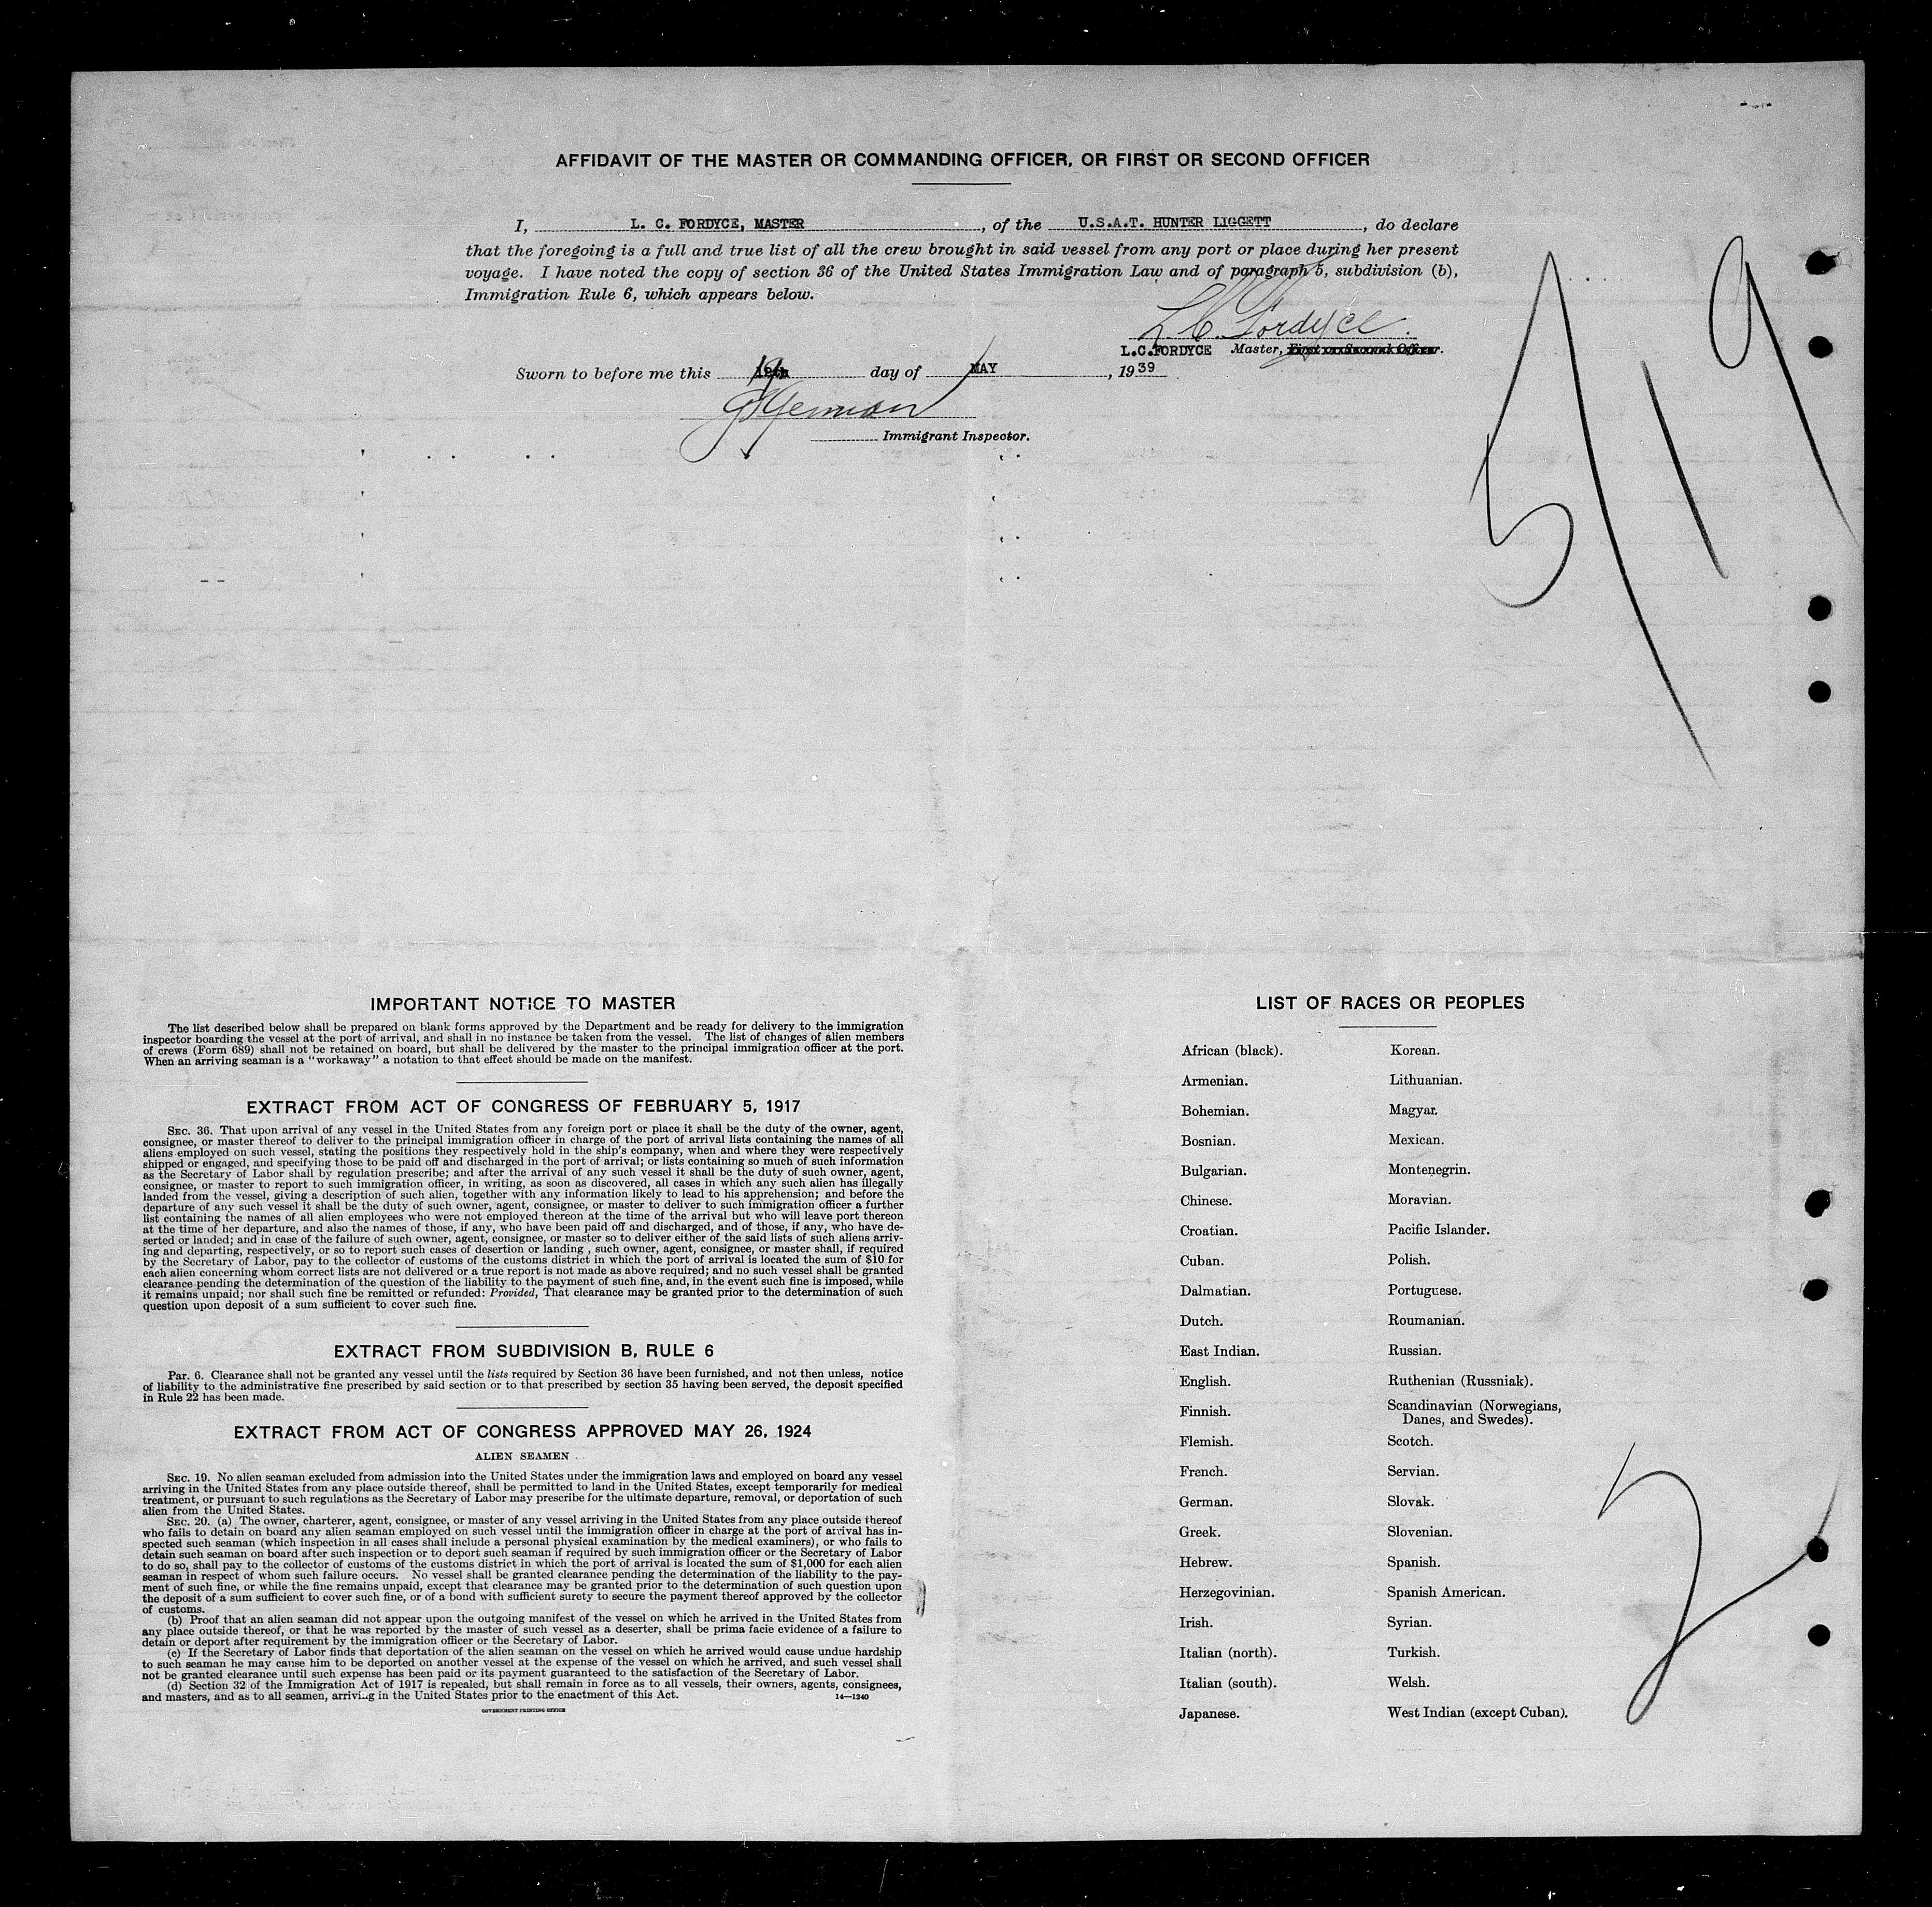 AFFIDAVIT OF THE MASTER OR COMMANDING OFFICER, OR FIRST OR SECOND OFFICER
I, L. C. FORDYCE, MASTER, of the U.S.A.T. HUNTER LIGGETT, do declare
that the foregoing is a full and true list of all the crew brought in said vessel from any port or place during her present
voyage. I have noted the copy of section 36 of the United States Immigration Law and of paragraph 5, subdivision (b),
Immigration Rule 6, which appears below.
L C Fordyce.
L.C.FORDYCE Master, First or Second Officer.
Sworn to before me this 19 day of MAY, 1939
Immigrant Inspector.
5/19
IMPORTANT NOTICE TO MASTER
The list described below shall be prepared on blank forms approved by the Department and be ready for delivery to the immigration
inspector boarding the vessel at the port of arrival, and shall in no instance be taken from the vessel. The list of changes of alien members
of crews (Form 689) shall not be retained on board, but shall be delivered by the master to the principal immigration officer at the port.
When an arriving seaman is a "workaway" a notation to that effect should be made on the manifest.
EXTRACT FROM ACT OF CONGRESS OF FEBRUARY 5, 1917
SEC. 36. That upon arrival of any vessel in the United States from any foreign port or place it shall be the duty of the owner, agent,
consignee, or master thereof to deliver to the principal immigration officer in charge of the port of arrival lists containing the names of all
aliens employed on such vessel, stating the positions they respectively hold in the ship's company, when and where they were respectively
shipped or engaged, and specifying those to be paid off and discharged in the port of arrival; or lists containing so much of such information
as the Secretary of Labor shall by regulation prescribe; and after the arrival of any such vessel it shall be the duty of such owner, agent,
consignee, or master to report to such immigration officer, in writing, as soon as discovered, all cases in which any such alien has illegally
landed from the vessel, giving a description of such alien, together with any information likely to lead to his apprehension; and before the
departure of any such vessel it shall be the duty of such owner, agent, consignee, or master to deliver to such immigration officer a further
list containing the names of all alien employees who were not employed thereon at the time of the arrival but who will leave port thereon
at the time of her departure, and also the names of those, if any, who have been paid off and discharged, and of those, if any, who have de-
serted or landed; and in case of the failure of such owner, agent, consignee, or master so to deliver either of the said lists of such aliens arriv-
ing and departing, respectively, or so to report such cases of desertion or landing , such owner, agent, consignee, or master shall, if required
by the Secretary of Labor, pay to the collector of customs of the customs district in which the port of arrival is located the sum of $10 for
each alien concerning whom correct lists are not delivered or a true report is not made as above required; and no such vessel shall be granted
clearance pending the determination of the question of the liability to the payment of such fine, and, in the event such fine is imposed, while
it remains unpaid; nor shall such fine be remitted or refunded: Provided, That clearance may be granted prior to the determination of such
question upon deposit of a sum sufficient to cover such fine.
EXTRACT FROM SUBDIVISION B, RULE 6
Par. 6. Clearance shall not be granted any vessel until the lists required by Section 36 have been furnished, and not then unless, notice
of liability to the administrative fine prescribed by said section or to that prescribed by section 35 having been served, the deposit specified
in Rule 22 has been made.
EXTRACT FROM ACT OF CONGRESS APPROVED MAY 26, 1924
ALIEN SEAMEN
SEC. 19. No alien seaman excluded from admission into the United States under the immigration laws and employed on board any vessel
arriving in the United States from any place outside thereof, shall be permitted to land in the United States, except temporarily for medical
treatment, or pursuant to such regulations as the Secretary of Labor may prescribe for the ultimate departure, removal, or deportation of such
alien from the United States.
SEC. 20. (a) The owner, charterer, agent, consignee, or master of any vessel arriving in the United States from any place outside thereof
who fails to detain on board any alien seaman employed on such vessel until the immigration officer in charge at the port of arrival has in-
spected such seaman (which inspection in all cases shall include a personal physical examination by the medical examiners), or who fails to
detain such seaman on board after such inspection or to deport such seaman if required by such immigration officer or the Secretary of Labor
to do so, shall pay to the collector of customs of the customs district in which the port of arrival is located the sum of $1,000 for each alien
seaman in respect of whom such failure occurs. No vessel shall be granted clearance pending the determination of the liability to the pay-
ment of such fine, or while the fine remains unpaid, except that clearance may be granted prior to the determination of such question upon
the deposit of a sum sufficient to cover such fine, or of a bond with sufficient surety to secure the payment thereof approved by the collector
of customs.
(b) Proof that an alien seaman did not appear upon the outgoing manifest of the vessel on which he arrived in the United States from
any place outside thereof, or that he was reported by the master of such vessel as a deserter, shall be prima facie evidence of a failure to
detain or deport after requirement by the immigration officer or the Secretary of Labor.
(c) If the Secretary of Labor finds that deportation of the alien seaman on the vessel on which he arrived would cause undue hardship
to such seaman he may cause him to be deported on another vessel at the expense of the vessel on which he arrived, and such vessel shall
not be granted clearance until such expense has been paid or its payment guaranteed to the satisfaction of the Secretary of Labor.
(d) Section 32 of the Immigration Act of 1917 is repealed, but shall remain in force as to all vessels, their owners, agents, consignees,
and masters, and as to all seamen, arriving in the United States prior to the enactment of this Act. 14—1240
GOVERNMENT PRINTING OFFICE
LIST OF RACES OR PEOPLES
African (black). Korean.
Armenian. Lithuanian.
Bohemian. Magyar.
Bosnian. Mexican.
Bulgarian. Montenegrin.
Chinese. Moravian.
Croatian. Pacific Islander.
Cuban. Polish.
Dalmatian. Portuguese.
Dutch. Roumanian.
East Indian. Russian.
English. Ruthenian (Russniak).
Finnish. Scandinavian (Norwegians,
Danes, and Swedes).
Flemish. Scotch.
French. Servian.
German. Slovak.
Greek. Slovenian.
Hebrew. Spanish.
Herzegovinian. Spanish American.
Irish. Syrian.
Italian (north). Turkish.
Italian (south). Welsh.
Japanese. West Indian (except Cuban).
2